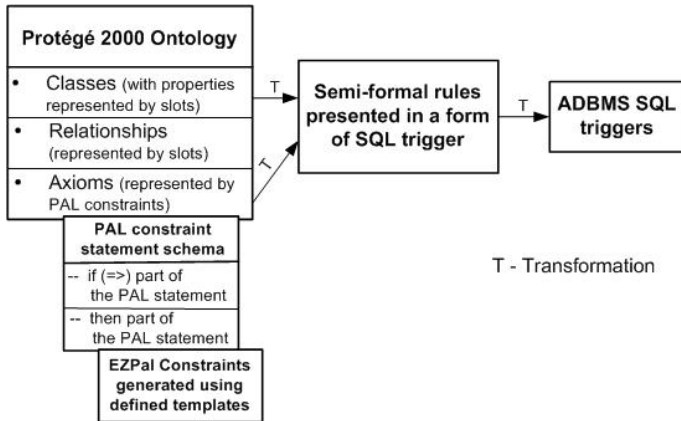 Protégé 2000 Ontology
• Classes (with properties
represented by slots)
• Relationships
(represented by slots)
• Axioms (represented by
PAL constraints)
PAL constraint
statement schema
-- if (=>) part of
the PAL statement
-- then part of
the PAL statement
EZPal Constraints
generated using
defined templates
T
T
Semi-formal rules
presented in a form
of SQL trigger
T
ADBMS SQL
triggers
T - Transformation